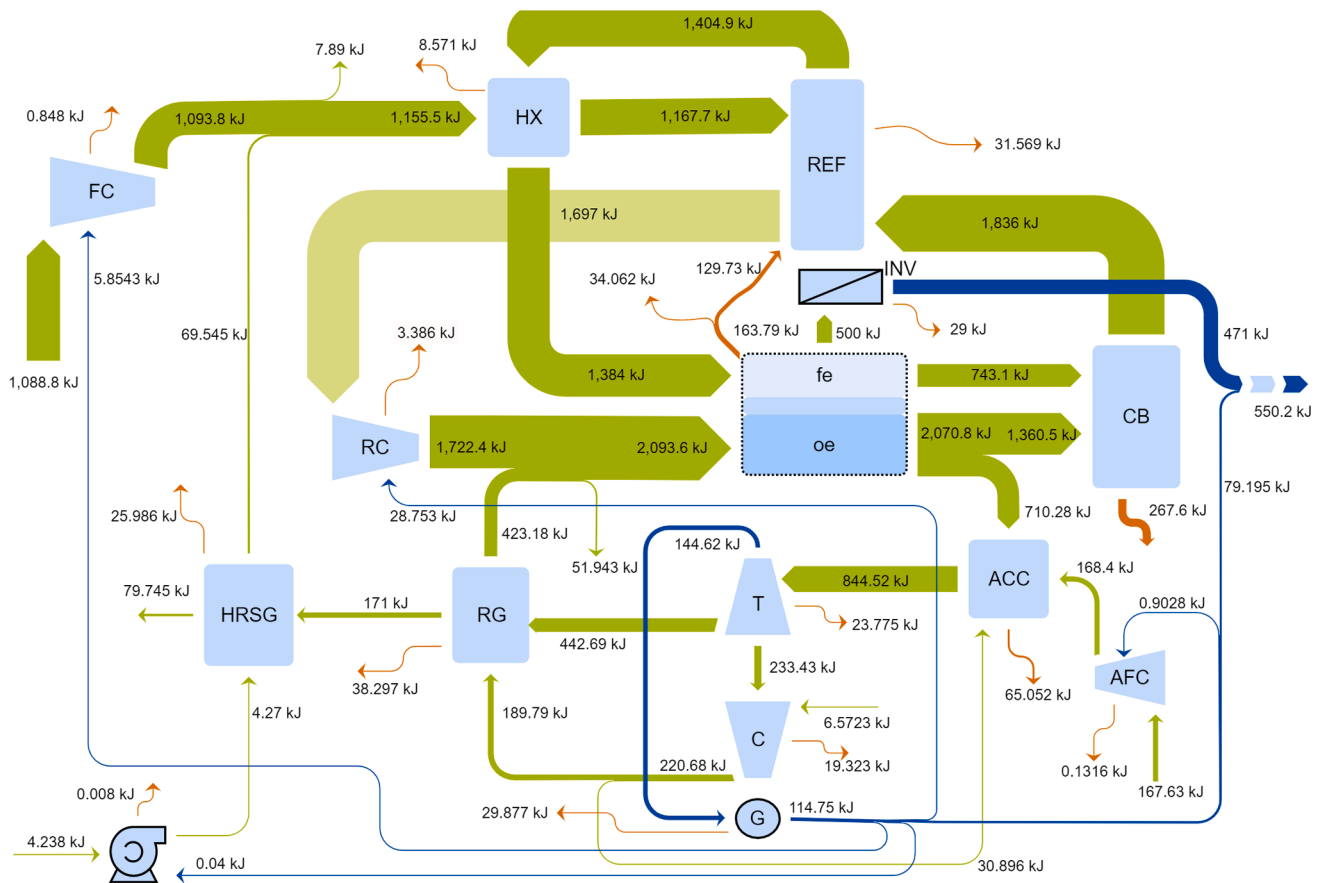 1,404.9 kJ
7.89 kJ
8.571 kJ
0.848 kJ
1,093.8 kJ
1,155.5 kJ
HX
1,167.7 kJ
31.569 kJ
REF
FC
1,697 kJ
1,836 kJ
5.8543 kJ
34.062 kJ
129.73 kJ
INV
69.545 kJ
3.386 kJ
163.79 kJ
500 kJ
29 kJ
471 kJ
1,088.8 kJ
1,384 kJ
fe
743.1 kJ
550.2 kJ
RC
1,722.4 kJ
2,093.6 kJ
oe
2,070.8 kJ
1,360.5 kJ
CB
79.195 kJ
25.986 kJ
28.753 kJ
710.28 kJ
267.6 kJ
423.18 kJ
144.62 kJ
51.943 kJ
168.4 kJ
844.52 kJ
ACC
79.745 kJ
HRSG
171 kJ
RG
T
0.9028 kJ
442.69 kJ
23.775 kJ
233.43 kJ
AFC
38.297 kJ
65.052 kJ
4.27 kJ
189.79 kJ
6.5723 kJ
C
220.68 kJ
19.323 kJ
0.1316 kJ
167.63 kJ
0.008 kJ
29.877 kJ
G
114.75 kJ
4.238 kJ
0.04 kJ
30.896 kJ